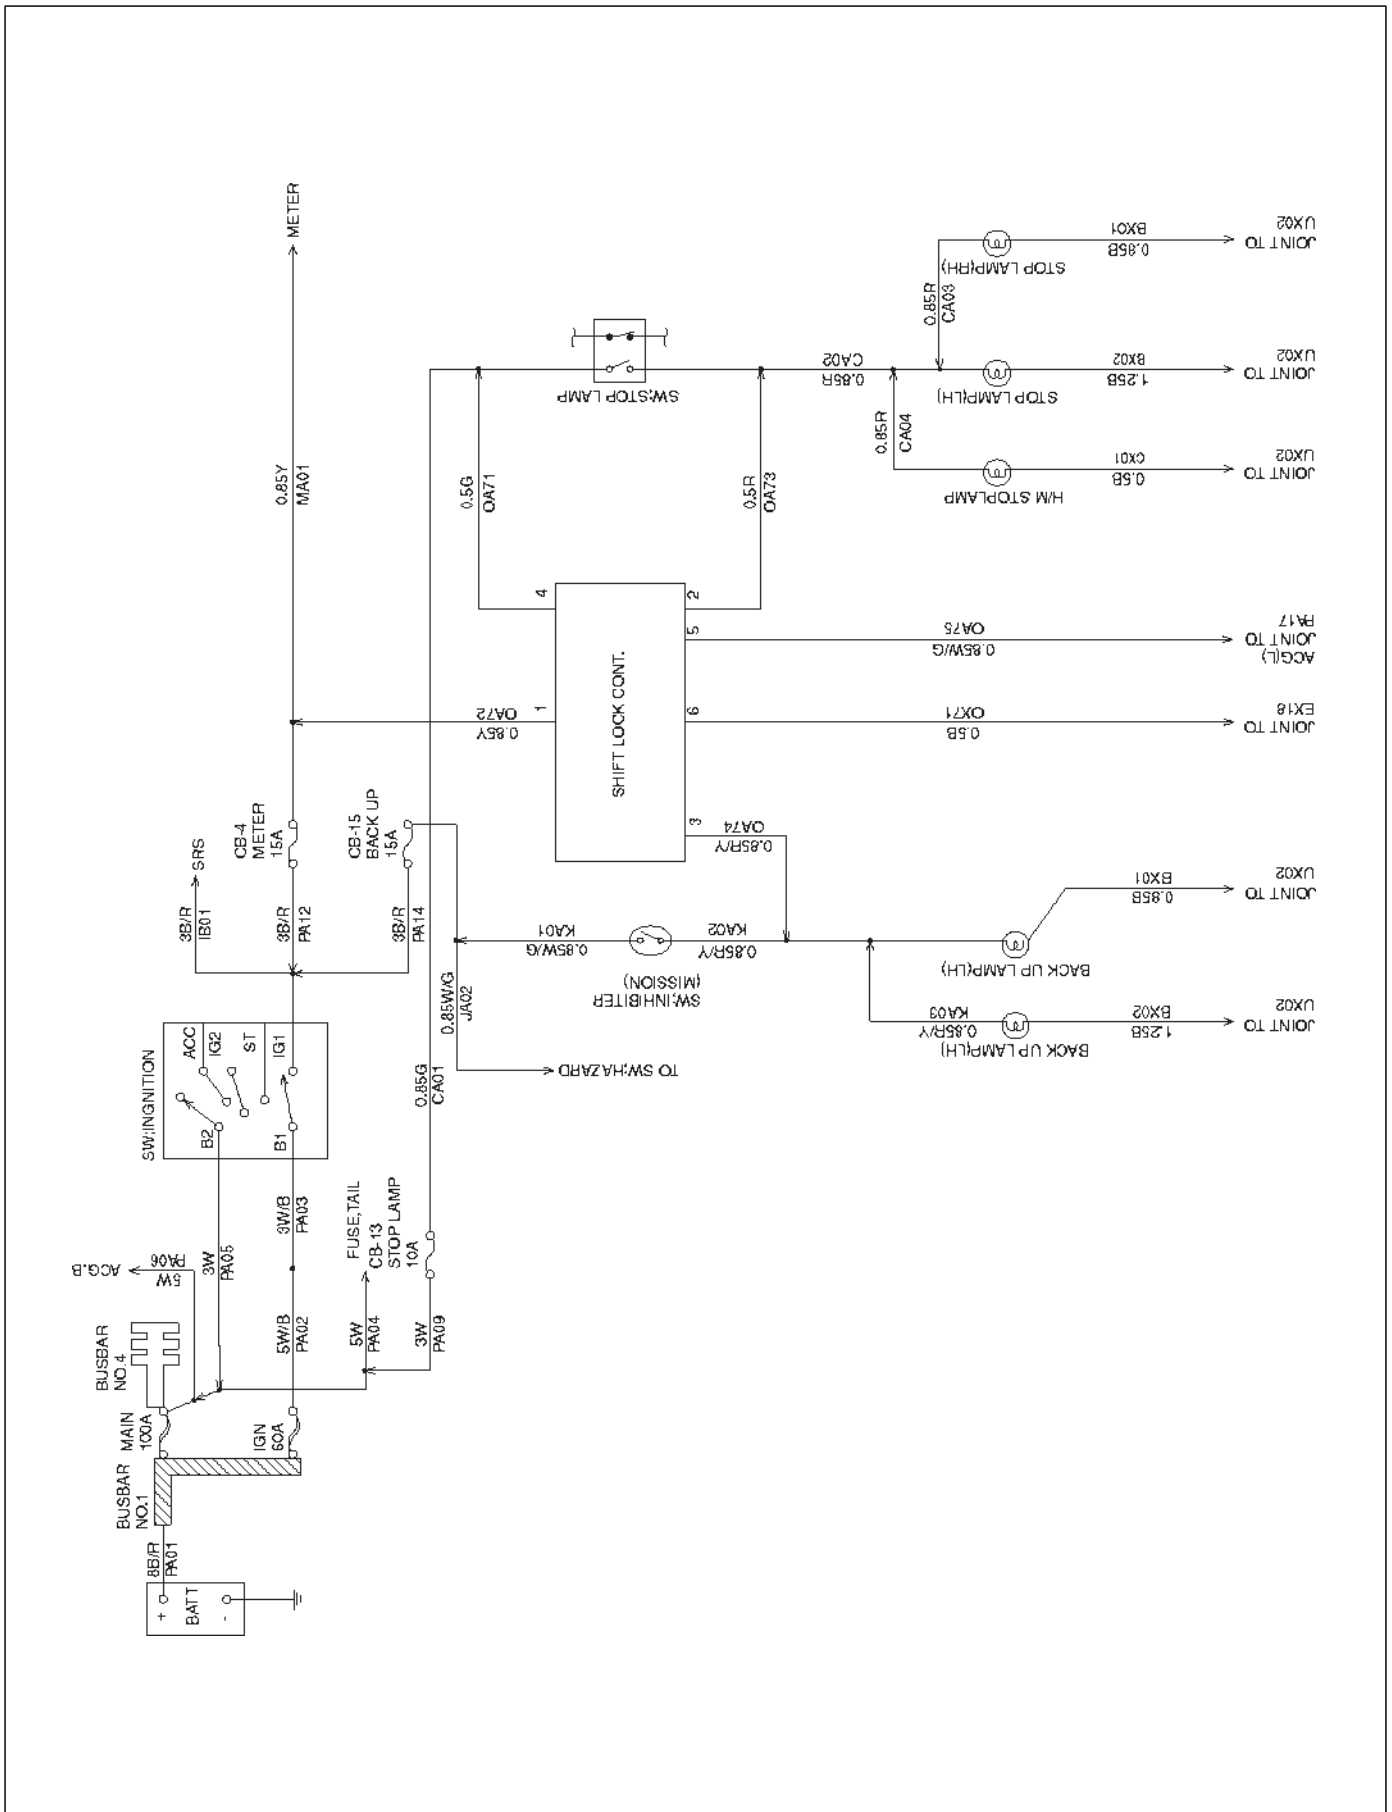 METER
0.85Y
MA01
UX02
JOINT TO
BX01
0.85B
STOP LAMP(RH)
0.85R
CA03
UX02
JOINT TO
BX02
1.25B
STOP LAMP(LH)
CA02
0.85R
SW;STOP LAMP
0.85R
CA04
UX02
JOINT TO
CX01
0.5B
H/M STOPLAMP
0.5G
OA71
0.5R
OA73
4
2
5
1
6
3
SHIFT LOCK CONT.
OA75
0.85W/G
PA17
JOINT TO
ACG(L)
OA72
0.85Y
OX71
0.5B
EX18
JOINT TO
OA74
0.85R/Y
SRS
3B/R
IB01
CB-4
METER
15A
3B/R
PA12
CB-15
BACK UP
15A
3B/R
PA14
KA01
0.85W/G
KA02
0.85R/Y
SW;INHIBITER
(MISSION)
BX01
0.85B
UX02
JOINT TO
BACK UP LAMP(LH)
KA03
0.85R/Y
BX02
1.25B
UX02
JOINT TO
BACK UP LAMP(LH)
0.85W/G
JA02
TO SW;HAZARD
0.85G
CA01
SW;INGNITION
ACC
IG2
ST
IG1
B2
B1
3W/B
PA03
3W
PA05
PA06
5W
ACG.B
FUSE,TAIL
CB-13
STOP LAMP
10A
5W/B
PA02
5W
PA04
3W
PA09
BUSBAR
NO.4
MAIN
100A
IGN
60A
BUSBAR
NO.1
8B/R
PA01
+
BATT
-